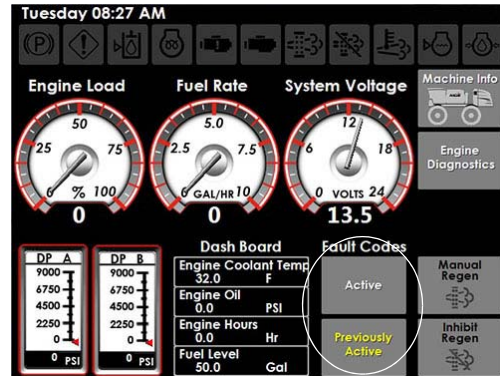 Tuesday 08:27 AM
(P)
Engine Load
Fuel Rate
System Voltage
Machine Info
50
25
75
0
%
100
0
5.0
2.5
7.5
0
GAL/HR
10
0
12
6
18
0
VOLTS
24
13.5
Engine
Diagnostics
Dash Board
Fault Codes
DP A
9000
6750
4500
2250
0
0 PSI
DP B
9000
6750
4500
2250
0
0 PSI
Engine Coolant Temp
32.0 F
Engine Oil
0.0 PSI
Engine Hours
0.0 Hr
Fuel Level
50.0 Gal
Active
Previously
Active
Manual
Regen
Inhibit
Regen